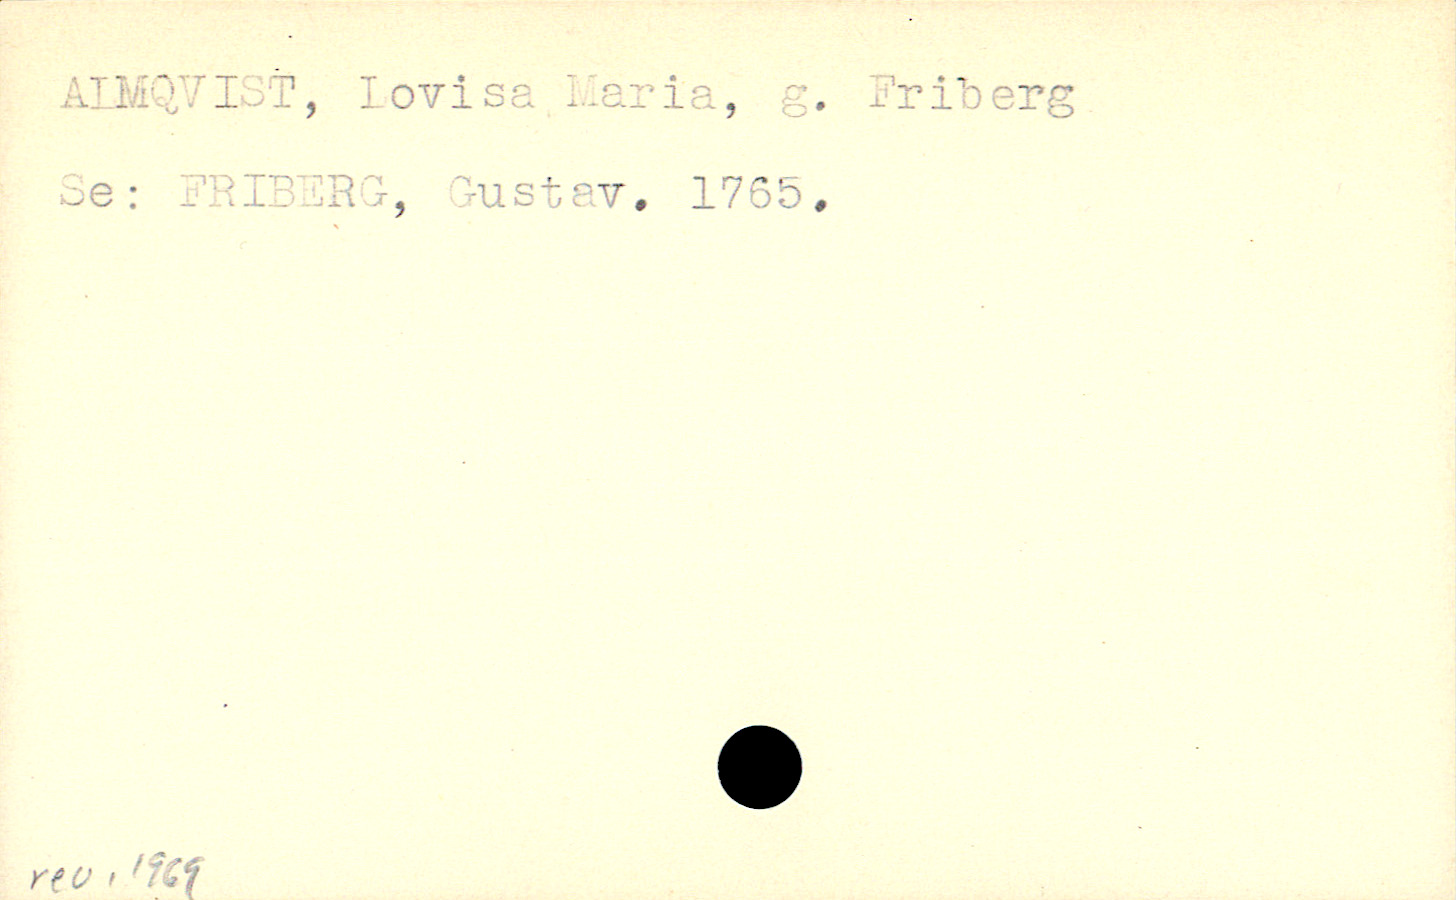 ALMQVIST, Lovisa Maria, g. Friberg
Se: FRIBERG, Gustav. 1765.
rev. 1969